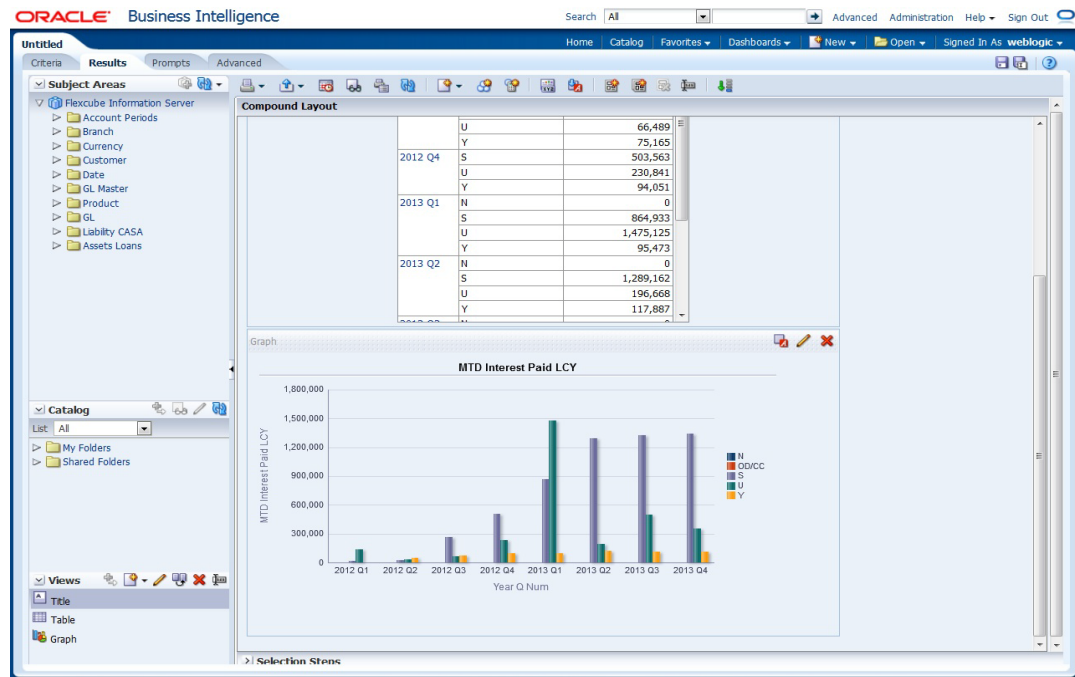 ORACLE Business Intelligence
Search All Advanced Administration Help Sign Out
Untitled
Home Catalog Favorites Dashboards New Open Signed In As weblogic
Criteria Results Prompts Advanced
Subject Areas
Flexcube Information Server
Account Periods
Branch
Currency
Customer
Date
GL Master
Product
GL
Liability CASA
Assets Loans
Catalog
List All
My Folders
Shared Folders
Views
Title
Table
Graph
Compound Layout
U 66,489
Y 75,165
2012 Q4 S 503,563
U 230,841
Y 94,051
2013 Q1 N 0
S 864,933
U 1,475,125
Y 95,473
2013 Q2 N 0
S 1,289,162
U 196,668
Y 117,887
Graph
MTD Interest Paid LCY
MTD Interest Paid LCY
1,800,000
1,500,000
1,200,000
900,000
600,000
300,000
0
2012 Q1 2012 Q2 2012 Q3 2012 Q4 2013 Q1 2013 Q2 2013 Q3 2013 Q4
Year Q Num
N
OD/CC
S
U
Y
Selection Steps